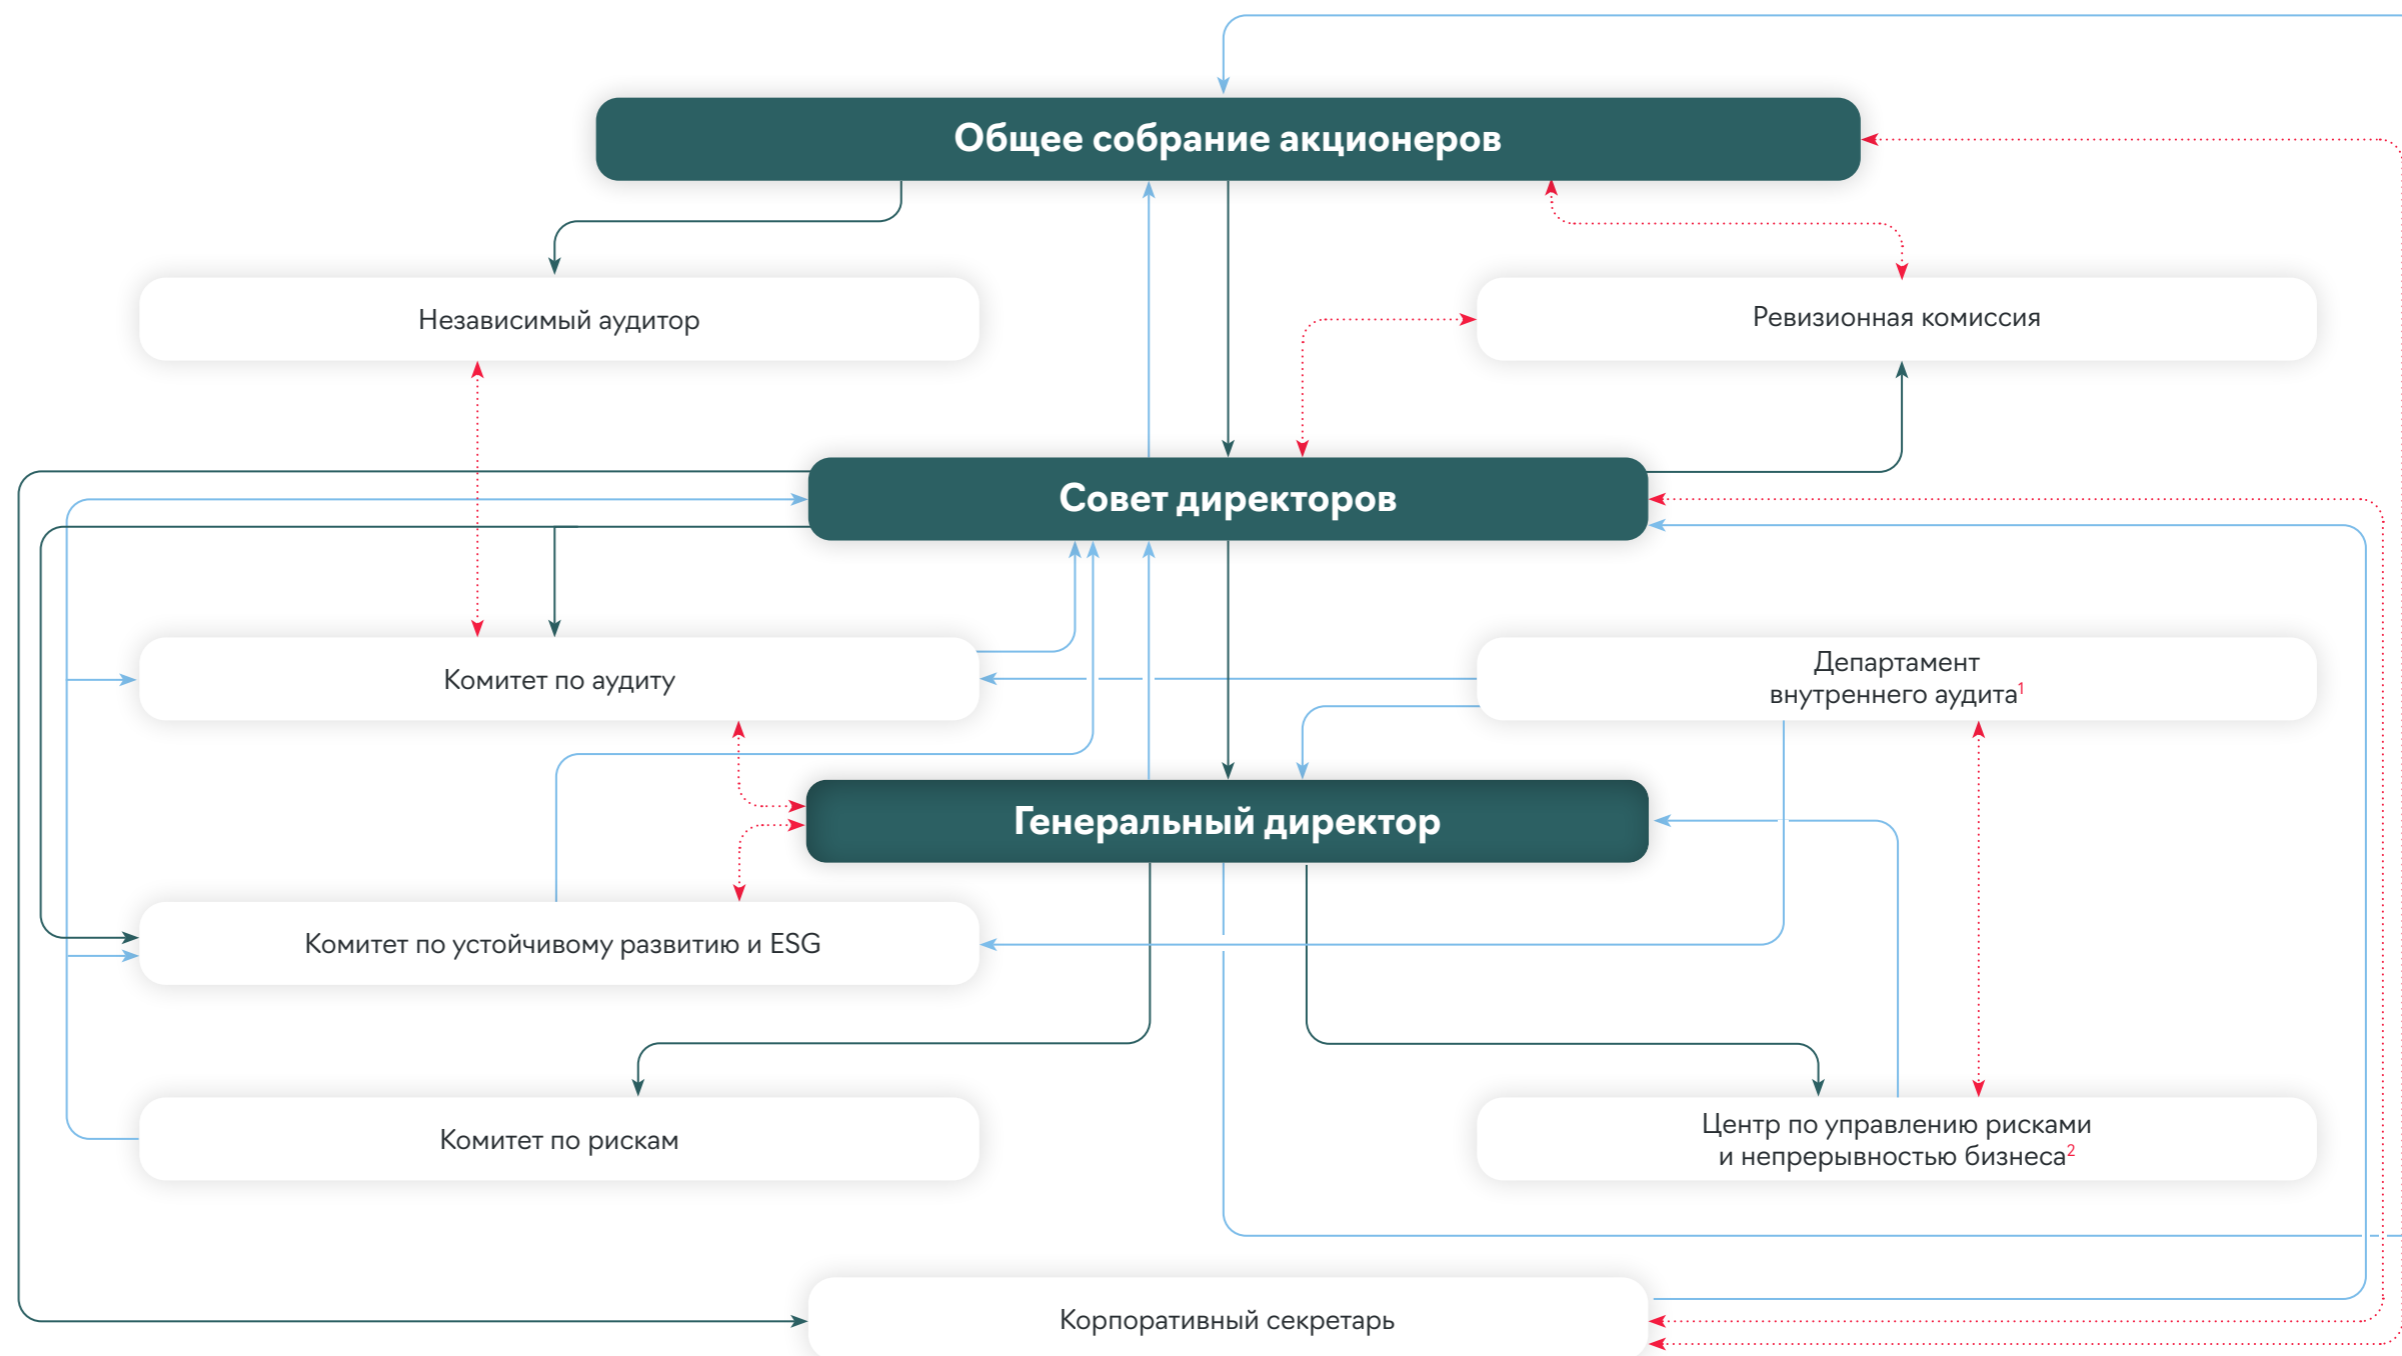 Общее собрание акционеров
Независимый аудитор
Ревизионная комиссия
Совет директоров
Комитет по аудиту
Департамент
внутреннего аудита¹
Генеральный директор
Комитет по устойчивому развитию и ESG
Комитет по рискам
Центр по управлению рисками
и непрерывностью бизнеса²
Корпоративный секретарь